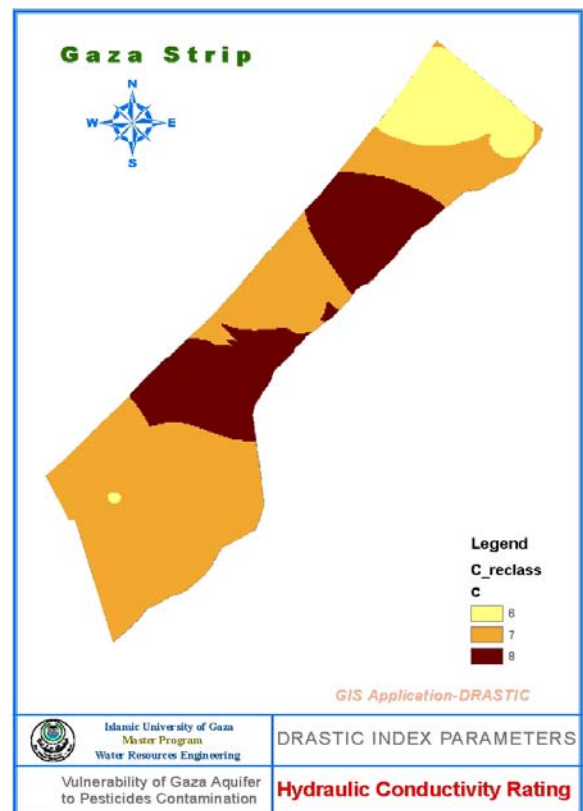 Gaza Strip
N
W E
S
Legend
C_reclass
C
6
7
8
GIS Application-DRASTIC
Islamic University of Gaza
Master Program
Water Resources Engineering
DRASTIC INDEX PARAMETERS
Vulnerability of Gaza Aquifer
to Pesticides Contamination
Hydraulic Conductivity Rating